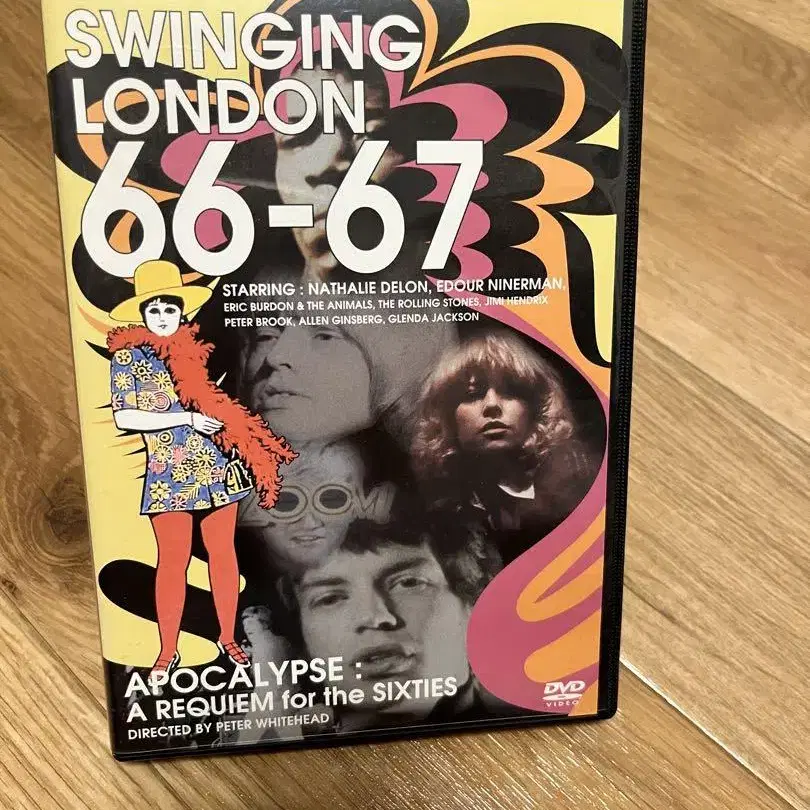 SWINGING
LONDON
66-67
STARRING : NATHALIE DELON, EDOUR NINERMAN,
ERIC BURDON & THE ANIMALS, THE ROLLING STONES, JIMI HENDRIX
PETER BROOK, ALLEN GINSBERG, GLENDA JACKSON
ZOOM
APOCALYPSE :
A REQUIEM for the SIXTIES
DIRECTED BY PETER WHITEHEAD
DVD
VIDEO